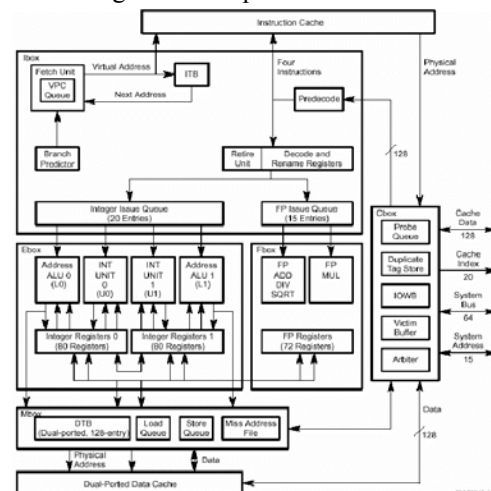 Instruction Cache
Ibox
Fetch Unit
VPC
Queue
Virtual Address
ITB
Next Address
Four
Instructions
Physical
Address
Predecode
Branch
Predictor
Retire
Unit
Decode and
Rename Registers
128
Integer Issue Queue
(20 Entries)
FP Issue Queue
(15 Entries)
Ebox
Address
ALU 0
(L0)
INT
UNIT
0
(U0)
INT
UNIT
1
(U1)
Address
ALU 1
(L1)
Integer Registers 0
(80 Registers)
Integer Registers 1
(80 Registers)
Fbox
FP
ADD
DIV
SQRT
FP
MUL
FP Registers
(72 Registers)
Cbox
Probe
Queue
Duplicate
Tag Store
IOWB
Victim
Buffer
Arbiter
Cache
Data
128
Cache
Index
20
System
Bus
64
System
Address
15
Mbox
DTB
(Dual-ported, 128-entry)
Load
Queue
Store
Queue
Miss Address
File
Physical
Address
Data
Data
128
Dual-Ported Data Cache